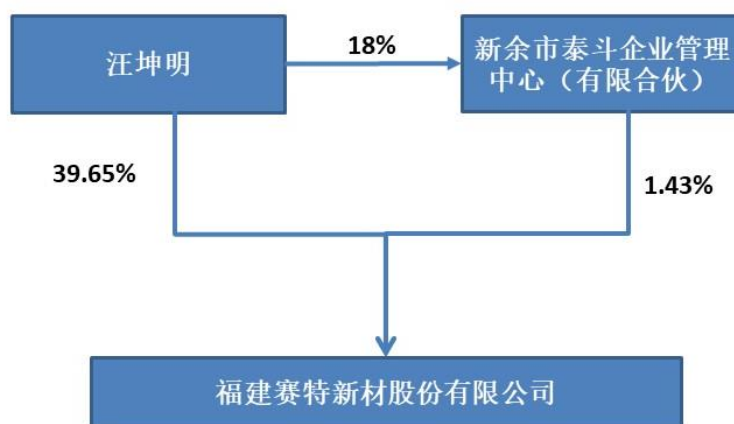 汪坤明
18%
新余市泰斗企业管理
中心（有限合伙）
39.65%
1.43%
福建赛特新材股份有限公司